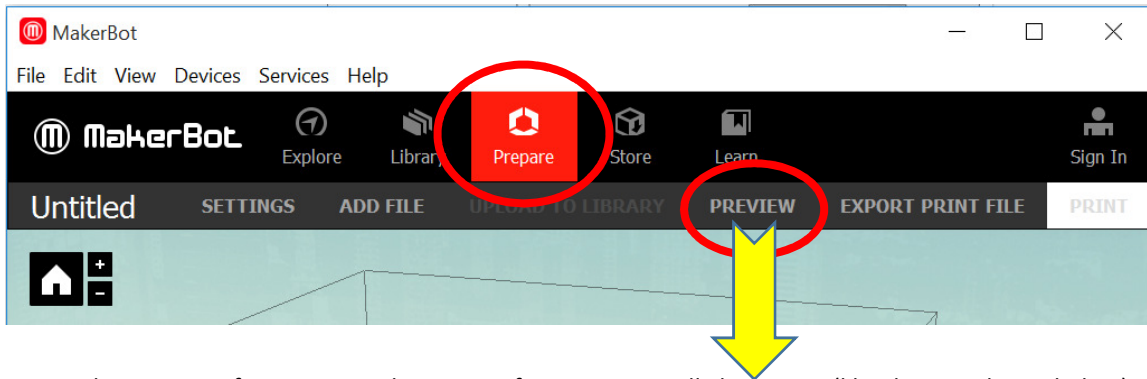 MakerBot
File Edit View Devices Services Help
MakerBot Explore Library Prepare Store Learn Sign In
Untitled SETTINGS ADD FILE UPLOAD TO LIBRARY PREVIEW EXPORT PRINT FILE PRINT
+
-